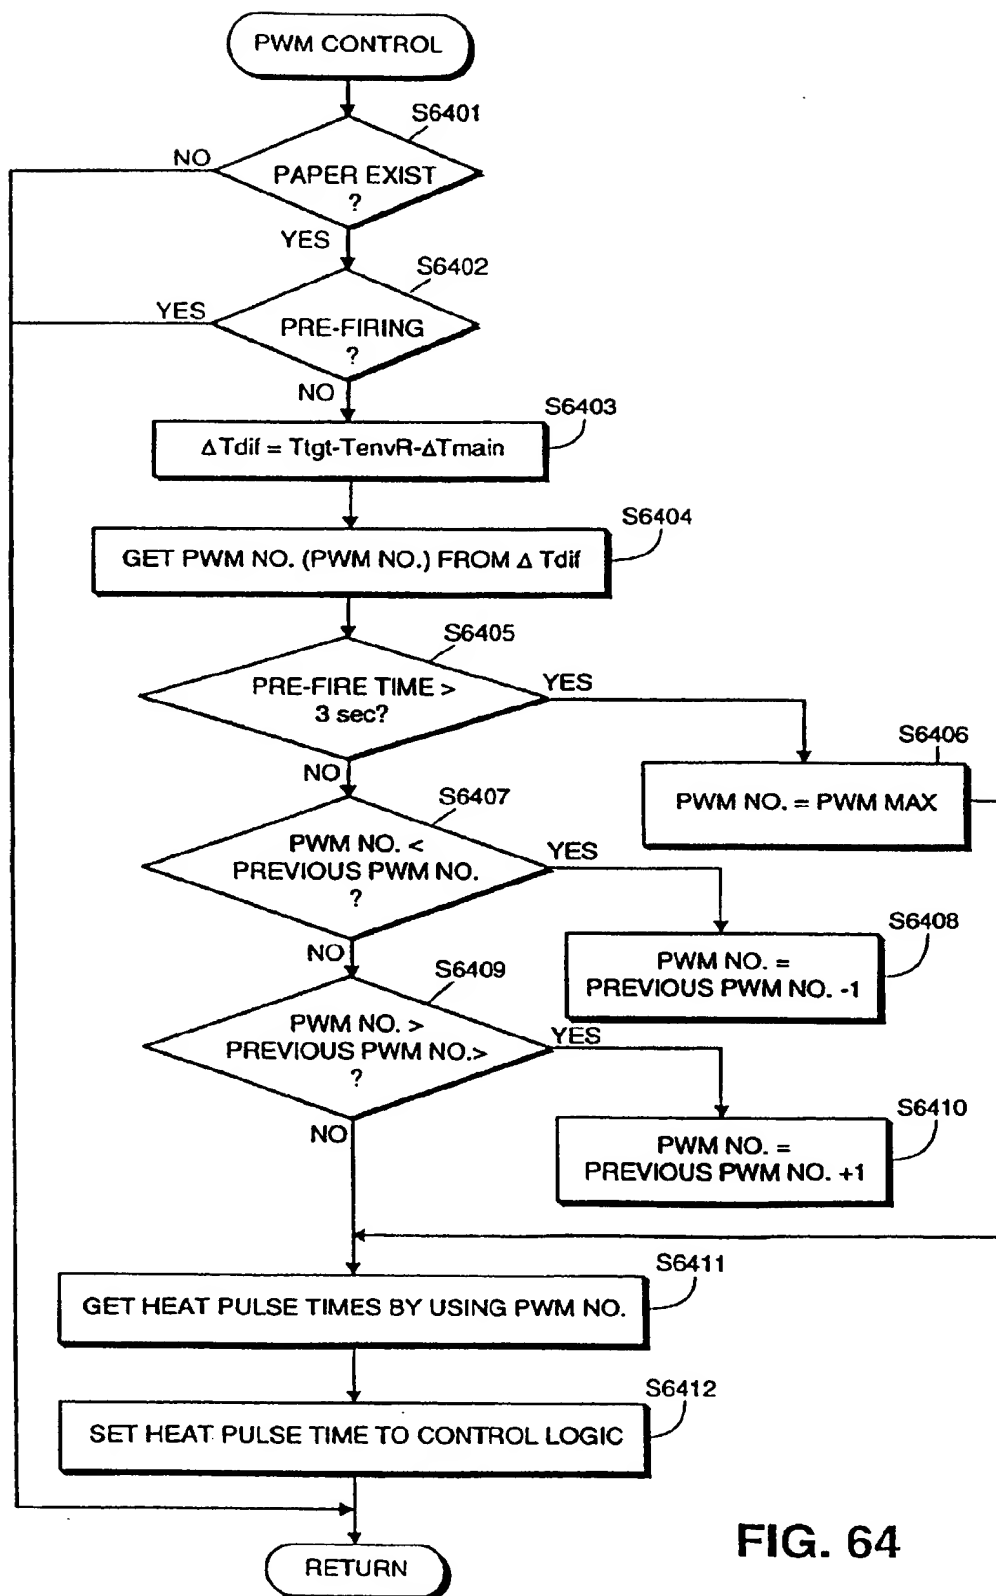 PWM CONTROL
S6401
NO
PAPER EXIST
?
YES
S6402
YES
PRE-FIRING
?
NO
S6403
ΔTdif = Ttgt-TenvR-ΔTmain
S6404
GET PWM NO. (PWM NO.) FROM Δ Tdif
S6405
PRE-FIRE TIME >
3 sec?
YES
NO
S6406
PWM NO. = PWM MAX
S6407
PWM NO. <
PREVIOUS PWM NO.
?
YES
NO
S6408
PWM NO. =
PREVIOUS PWM NO. -1
S6409
PWM NO. >
PREVIOUS PWM NO.>
?
YES
NO
S6410
PWM NO. =
PREVIOUS PWM NO. +1
S6411
GET HEAT PULSE TIMES BY USING PWM NO.
S6412
SET HEAT PULSE TIME TO CONTROL LOGIC
RETURN
FIG. 64